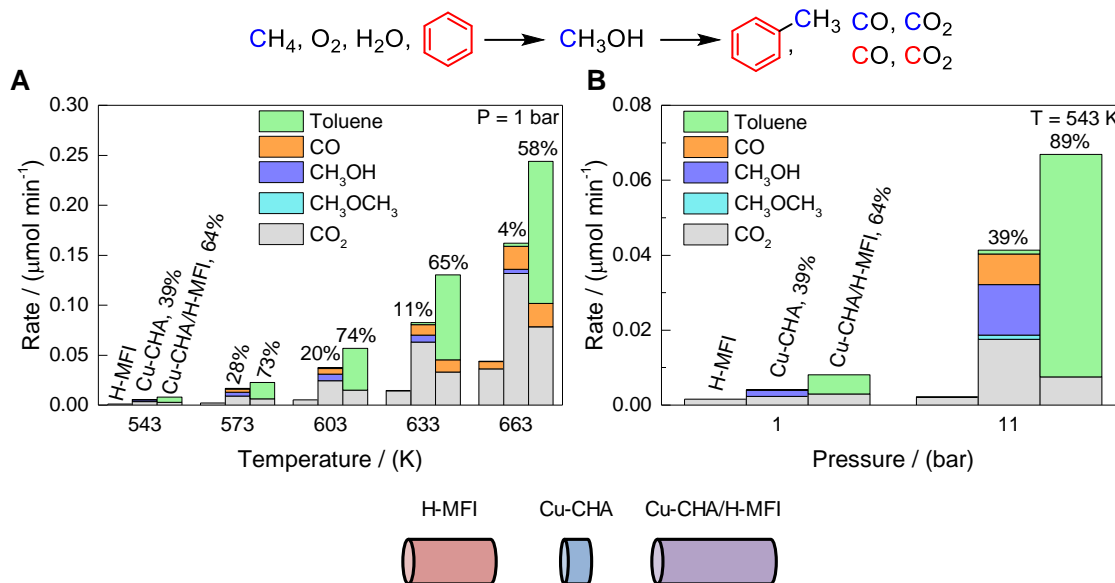 CH₄, O₂, H₂O, → CH₃OH → CH₃, CO, CO₂
CO, CO₂
A
P = 1 bar
Toluene
CO
CH₃OH
CH₃OCH₃
CO₂
H-MFI
Cu-CHA, 39%
Cu-CHA/H-MFI, 64%
28%
73%
20%
74%
11%
65%
4%
58%
0.30
0.25
0.20
0.15
0.10
0.05
0.00
Rate / (μmol min⁻¹)
543 573 603 633 663
Temperature / (K)
B
T = 543 K
Toluene
CO
CH₃OH
CH₃OCH₃
CO₂
H-MFI
Cu-CHA, 39%
Cu-CHA/H-MFI, 64%
39%
89%
0.08
0.06
0.04
0.02
0.00
Rate / (μmol min⁻¹)
1 11
Pressure / (bar)
H-MFI Cu-CHA Cu-CHA/H-MFI